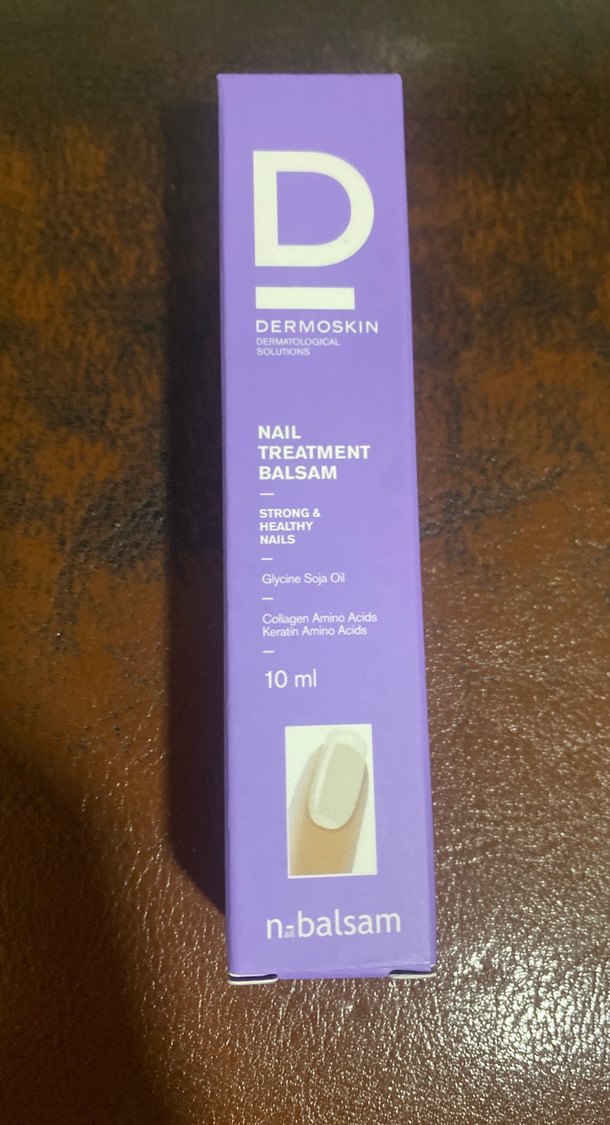 D
DERMOSKIN
DERMATOLOGICAL
SOLUTIONS
NAIL
TREATMENT
BALSAM
STRONG &
HEALTHY
NAILS
Glycine Soja Oil
Collagen Amino Acids
Keratin Amino Acids
10 ml
n-balsam